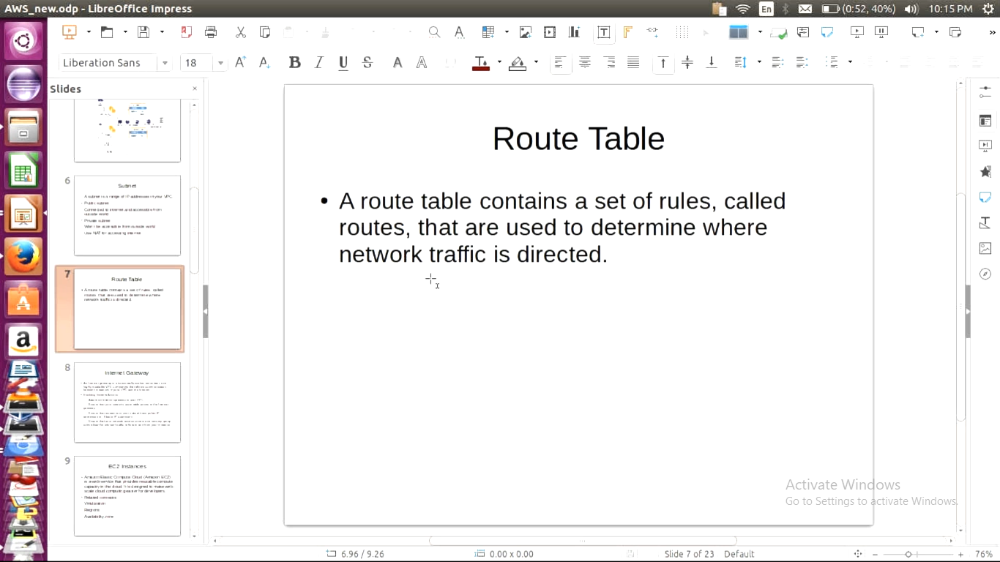 AWS_new.odp - LibreOffice Impress
En
(0:52, 40%)
10:15 PM
Liberation Sans
18
Slides
6
Subnet
A subnet is a range of IP addresses in your VPC
Public subnet
Connected to internet and accessible from
outside world
Private subnet
Won't be accessible from outside world
Use NAT for accessing internet
7
Route Table
A route table contains a set of rules, called
routes, that are used to determine where
network traffic is directed.
8
Internet Gateway
9
EC2 Instances
Amazon Elastic Compute Cloud (Amazon EC2)
is a web service that provides resizable compute
capacity in the cloud. It is designed to make web-
scale cloud computing easier for developers
Related concepts
Virtualization
Regions
Availability zone
Route Table
• A route table contains a set of rules, called
routes, that are used to determine where
network traffic is directed.
Activate Windows
Go to Settings to activate Windows.
6.96 / 9.26
0.00 x 0.00
Slide 7 of 23
Default
76%